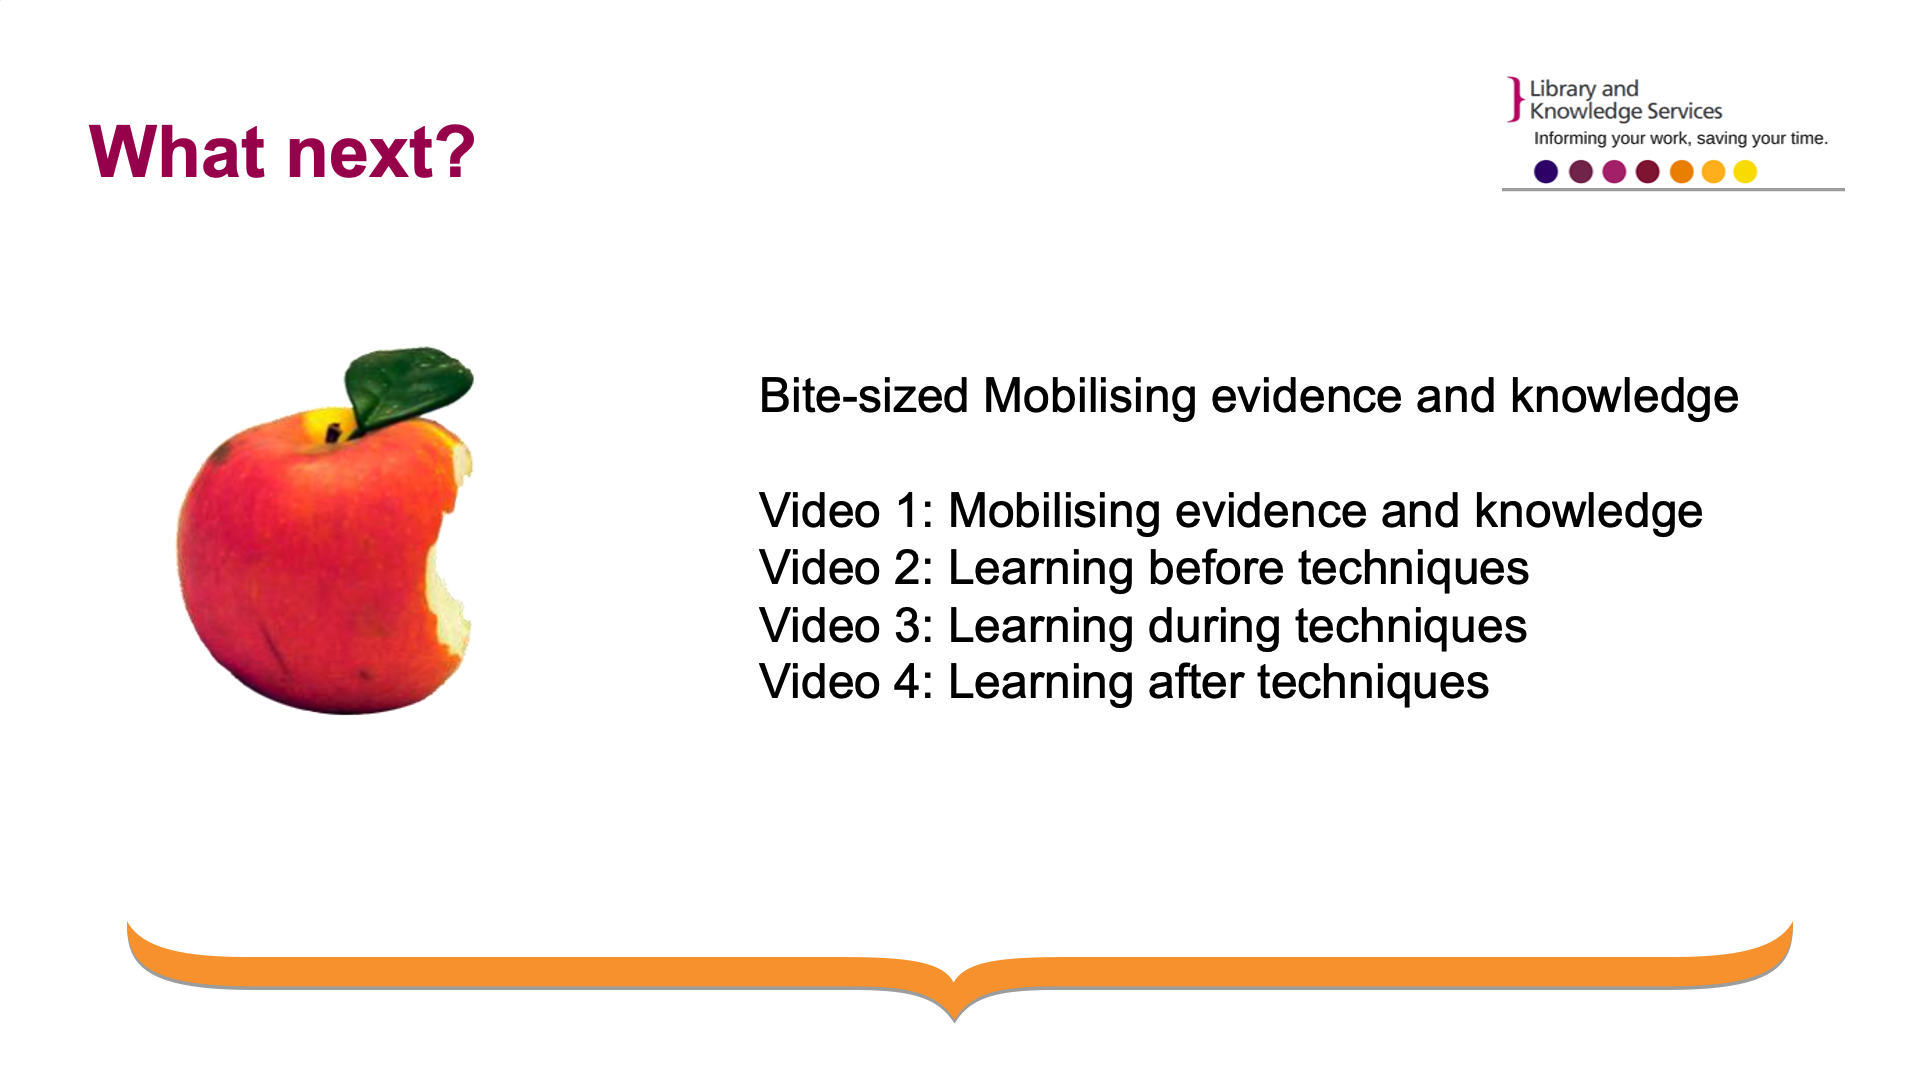 What next?
Library and
Knowledge Services
Informing your work, saving your time.
Bite-sized Mobilising evidence and knowledge
Video 1: Mobilising evidence and knowledge
Video 2: Learning before techniques
Video 3: Learning during techniques
Video 4: Learning after techniques